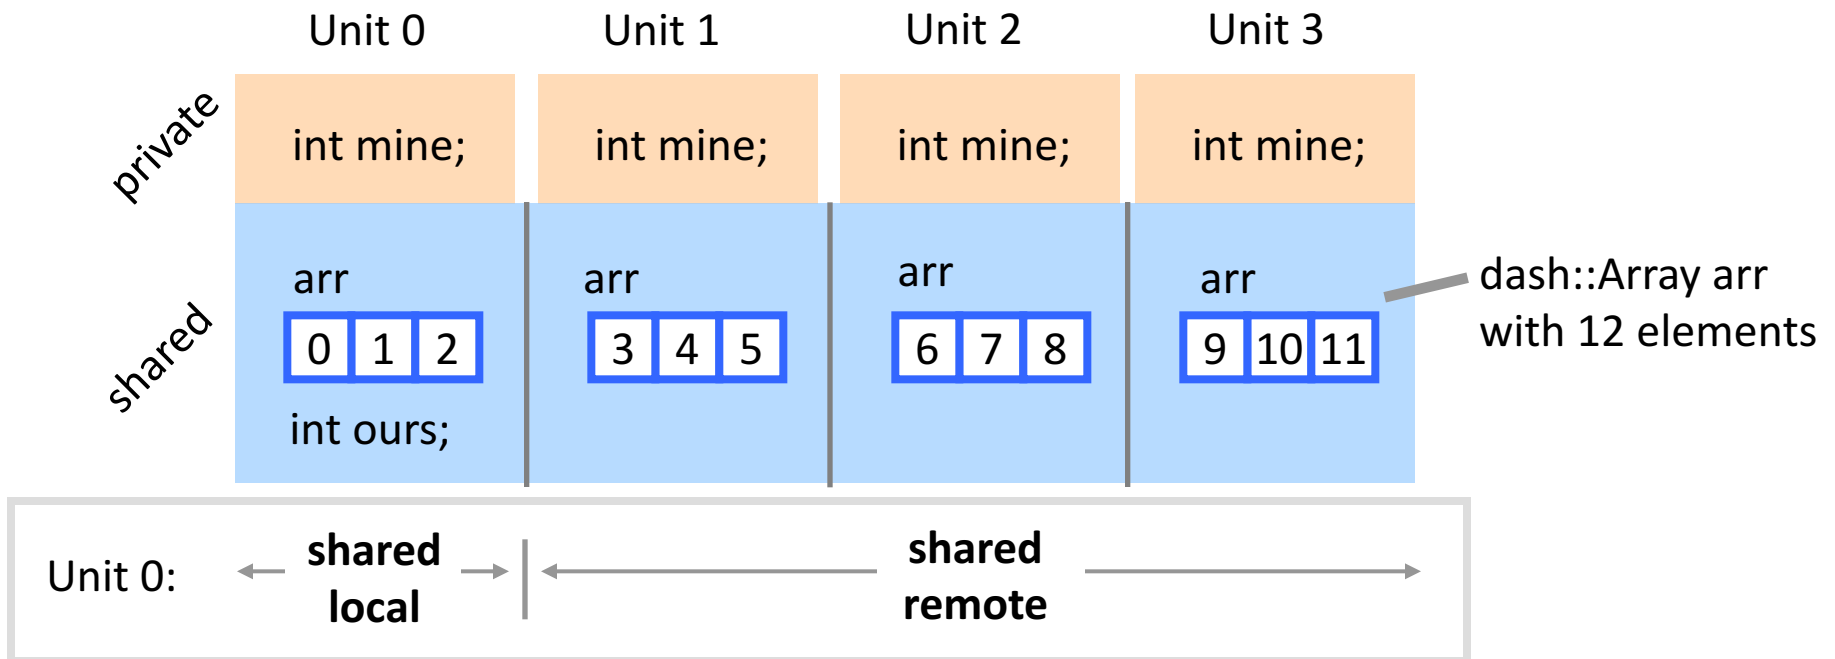 Unit 0
Unit 1
Unit 2
Unit 3
private
int mine;
int mine;
int mine;
int mine;
shared
arr
arr
arr
arr
0 1 2
3 4 5
6 7 8
9 10 11
int ours;
dash::Array arr
with 12 elements
Unit 0:
shared
local
shared
remote